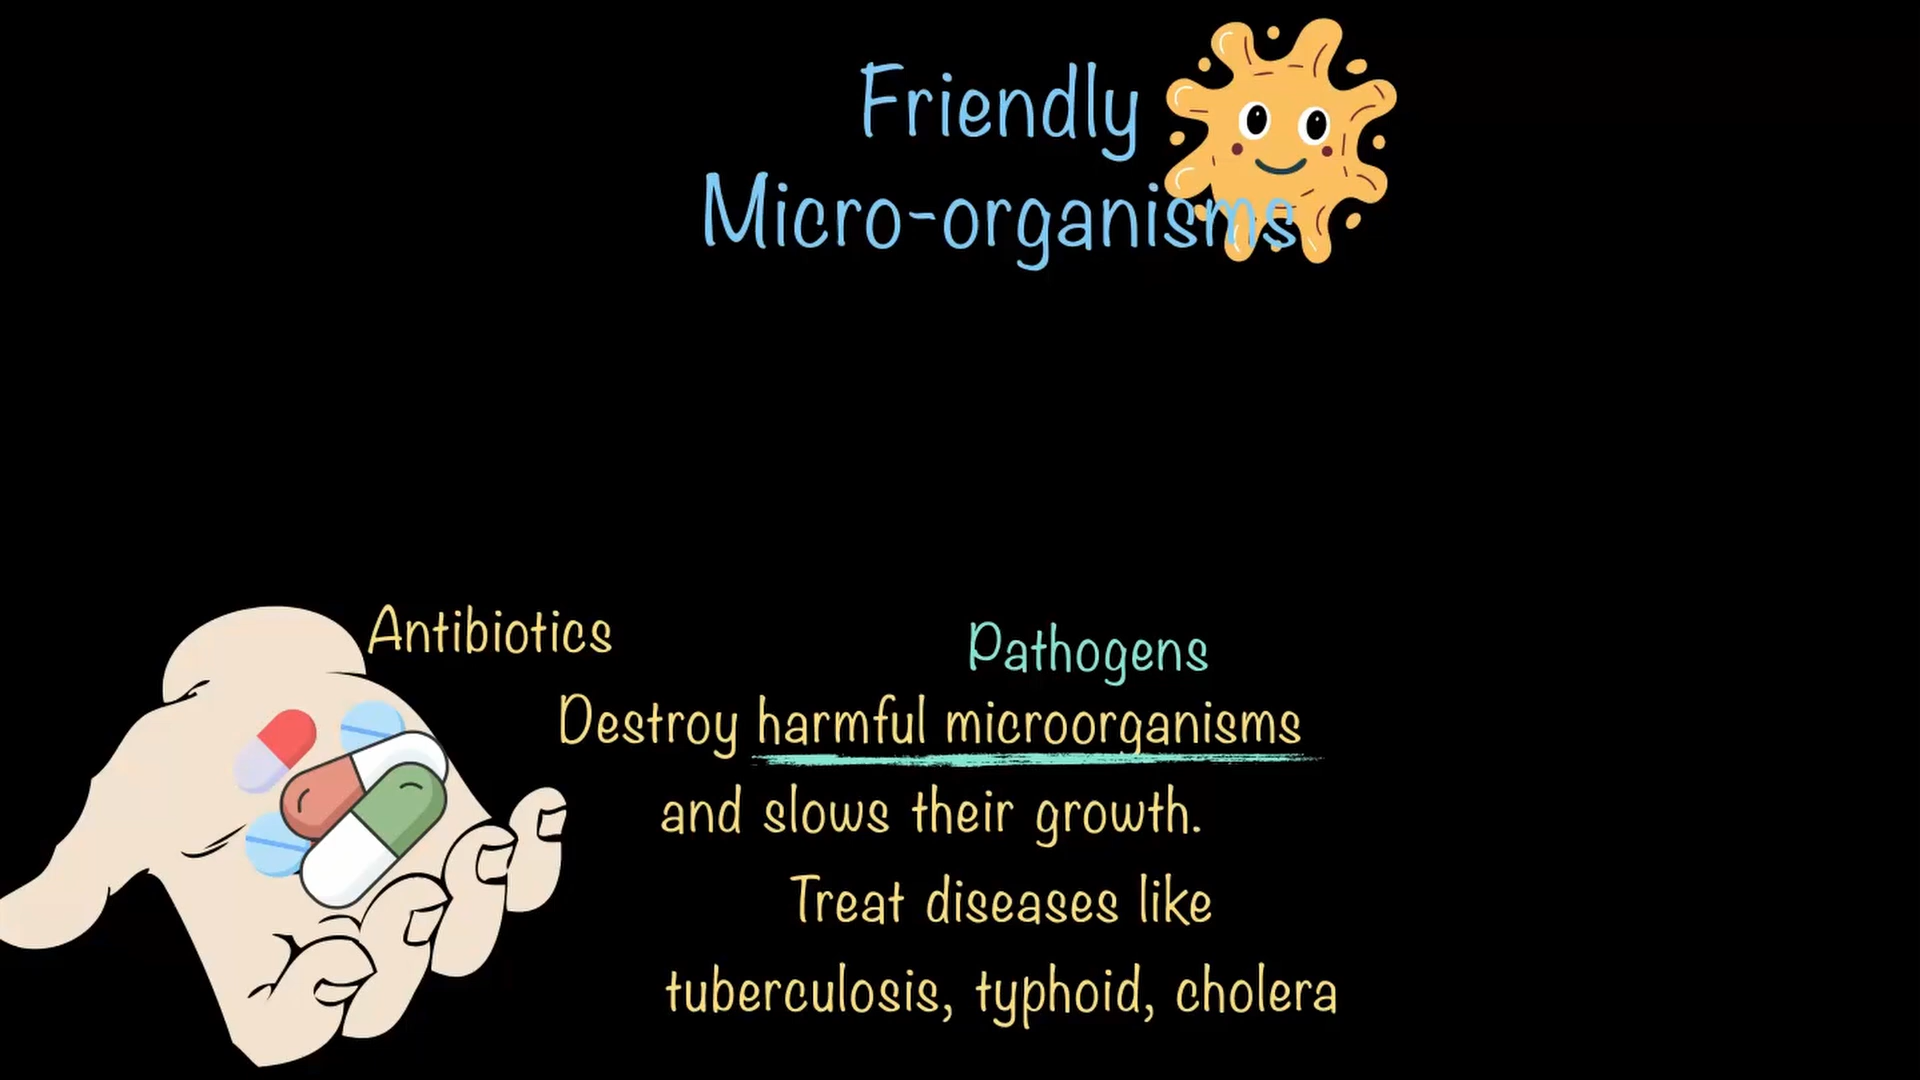 Friendly
Micro-organisms
Antibiotics
Pathogens
Destroy harmful microorganisms
and slows their growth.
Treat diseases like
tuberculosis, typhoid, cholera